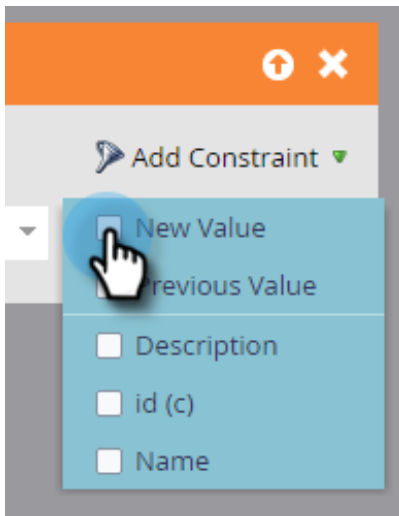 Add Constraint
New Value
Previous Value
Description
id (c)
Name